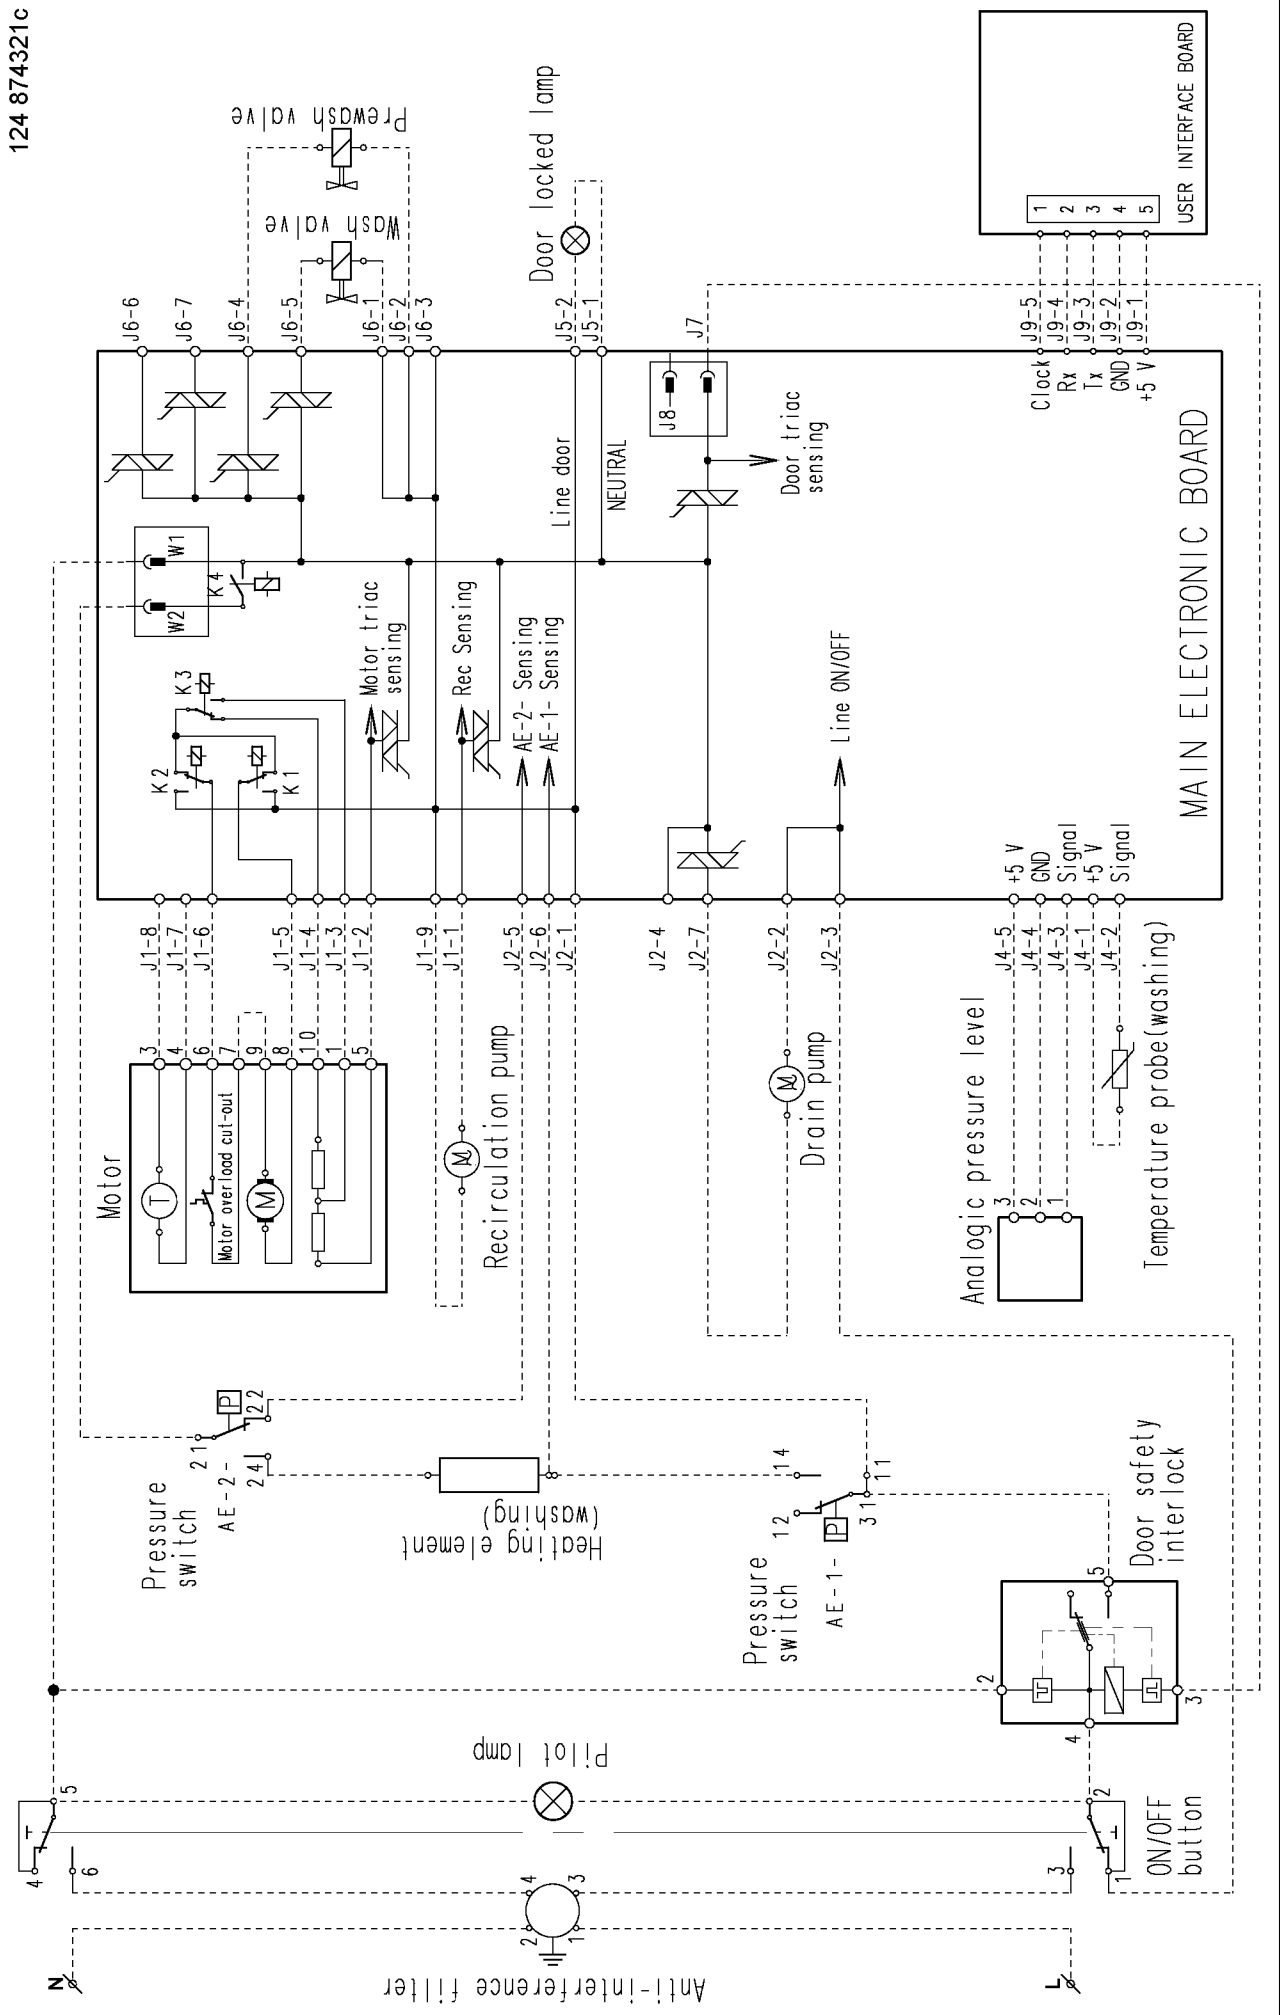 124 874321c
Prewash valve
Wash valve
Door locked lamp
USER INTERFACE BOARD
1
2
3
4
5
J6-6
J6-7
J6-4
J6-5
J6-1
J6-2
J6-3
J5-2
J5-1
J7
J9-5
J9-4
J9-3
J9-2
J9-1
Clock
Rx
Tx
GND
+5 V
J8
Door triac
sensing
Line door
NEUTRAL
W1
W2
K4
K3
K2
K1
Motor triac
sensing
Rec Sensing
AE-2- Sensing
AE-1- Sensing
Line ON/OFF
MAIN ELECTRONIC BOARD
+5 V
GND
Signal
+5 V
Signal
J1-8
J1-7
J1-6
J1-5
J1-4
J1-3
J1-2
J1-9
J1-1
J2-5
J2-6
J2-1
J2-4
J2-7
J2-2
J2-3
J4-5
J4-4
J4-3
J4-1
J4-2
3
4
6
7
9
8
10
1
5
Motor
T
Motor overload cut-out
M
M
Recirculation pump
M
Drain pump
Analogic pressure level
3
2
1
Temperature probe(washing)
Pressure
switch
AE-2-
P
21
22
24
Heating element
(washing)
Pressure
switch
AE-1-
P
14
12
11
31
Door safety
interlock
2
5
3
4
Pilot lamp
5
4
6
2
3
1
ON/OFF
button
4
3
2
1
Anti-interference filter
N
L